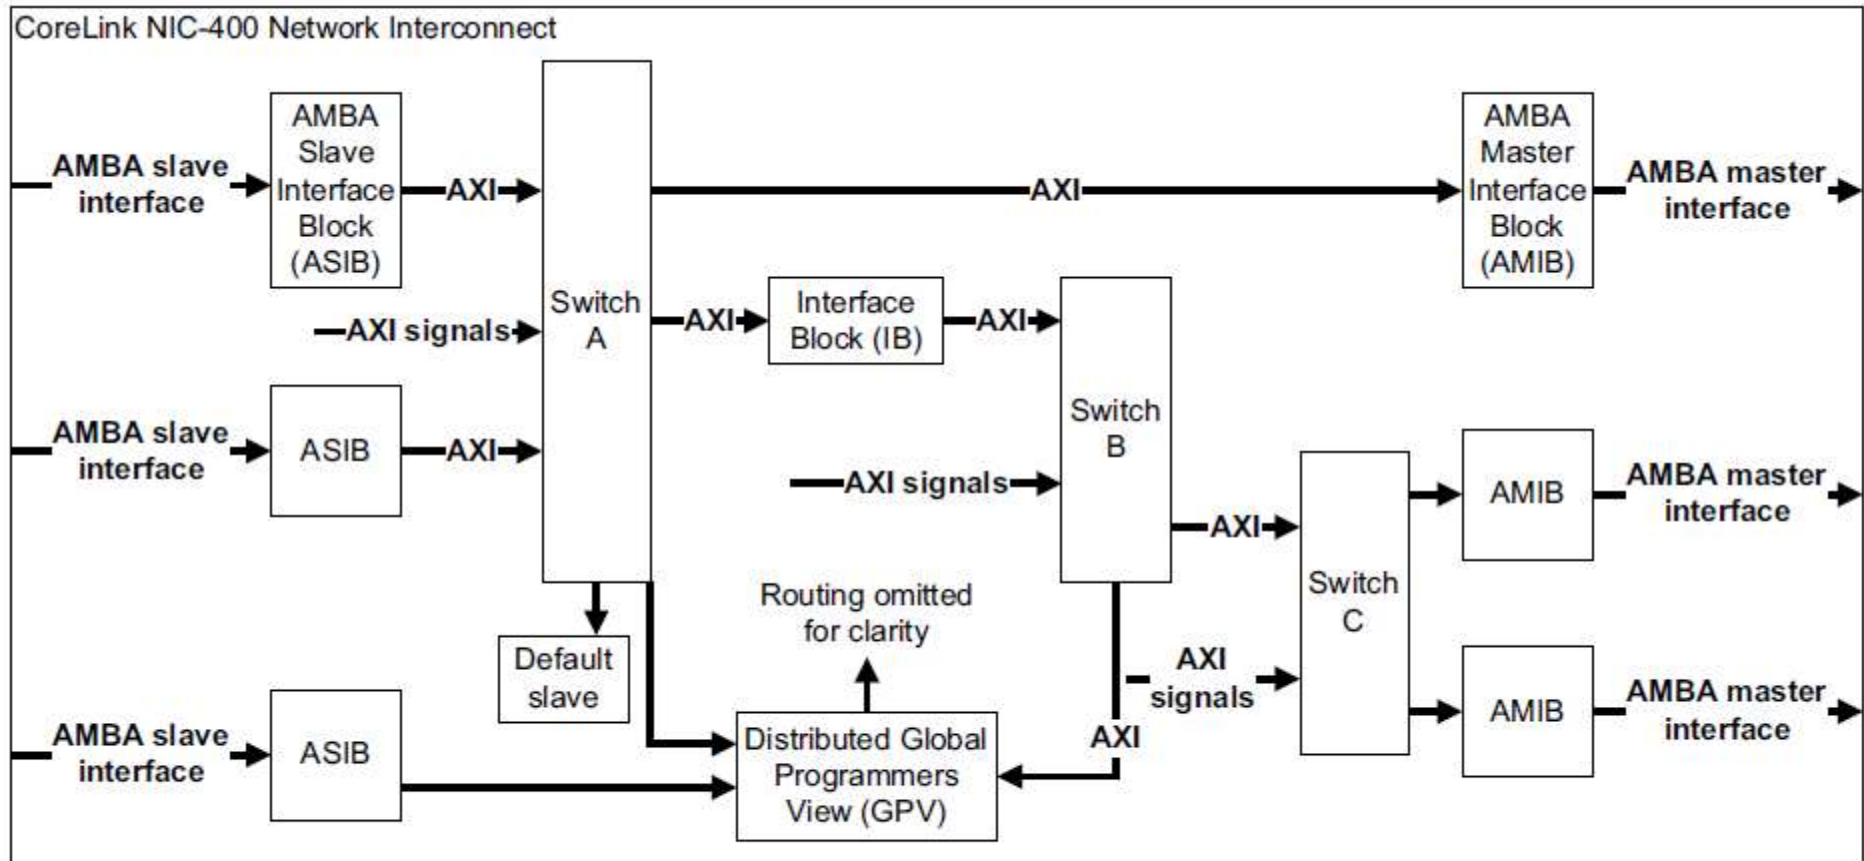 CoreLink NIC-400 Network Interconnect
AMBA slave
interface
AMBA
Slave
Interface
Block
(ASIB)
AXI
AXI
AMBA
Master
Interface
Block
(AMIB)
AMBA master
interface
AXI signals
Switch
A
AXI
Interface
Block (IB)
AXI
AMBA slave
interface
ASIB
AXI
Switch
B
AXI signals
AXI
AMIB
AMBA master
interface
Switch
C
Routing omitted
for clarity
Default
slave
AXI
signals
AMIB
AMBA master
interface
AMBA slave
interface
ASIB
Distributed Global
Programmers
View (GPV)
AXI